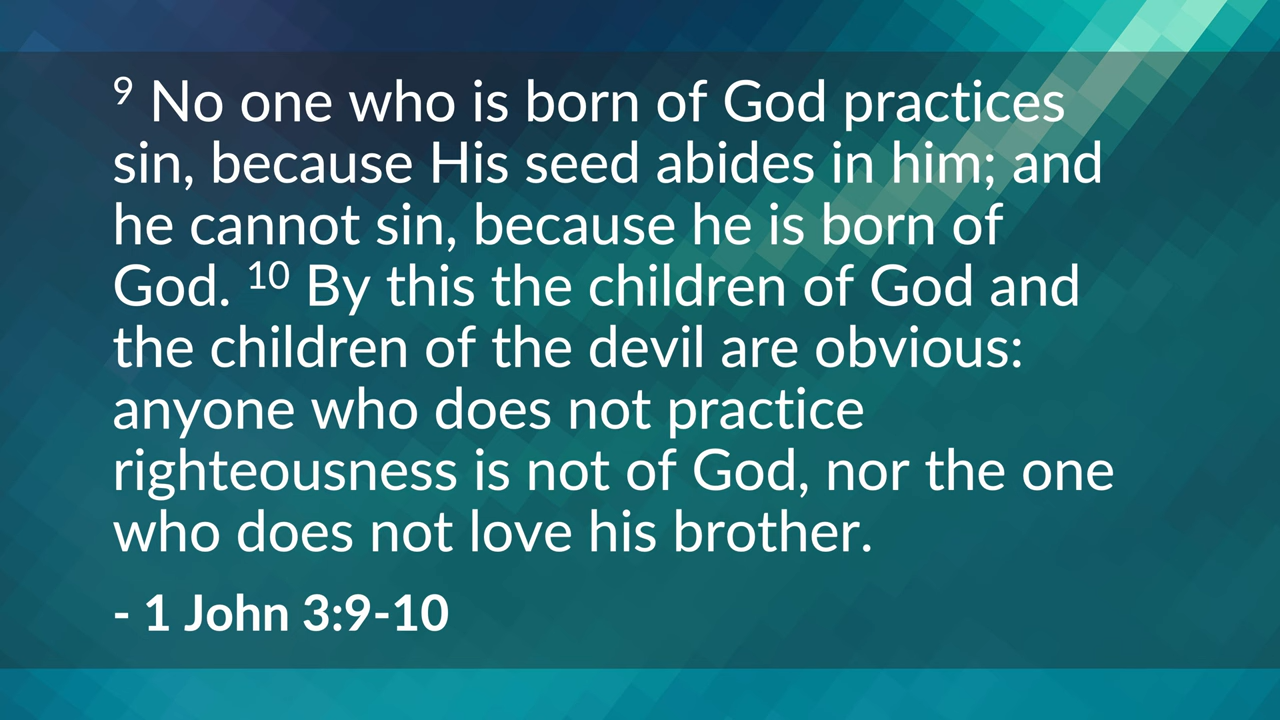 9 No one who is born of God practices
sin, because His seed abides in him; and
he cannot sin, because he is born of
God. 10 By this the children of God and
the children of the devil are obvious:
anyone who does not practice
righteousness is not of God, nor the one
who does not love his brother.
- 1 John 3:9-10